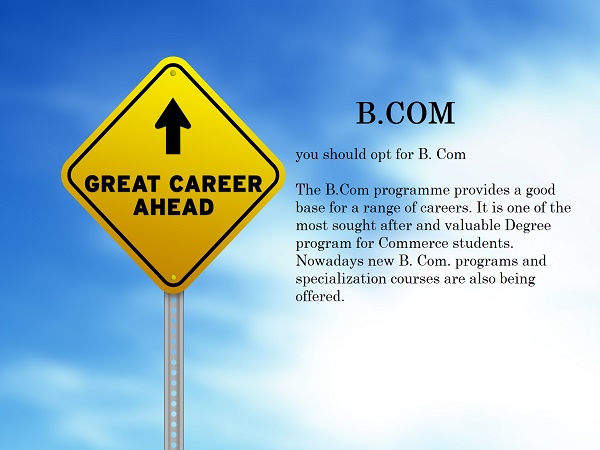 GREAT CAREER
AHEAD
B.COM
you should opt for B. Com
The B.Com programme provides a good
base for a range of careers. It is one of the
most sought after and valuable Degree
program for Commerce students.
Nowadays new B. Com. programs and
specialization courses are also being
offered.